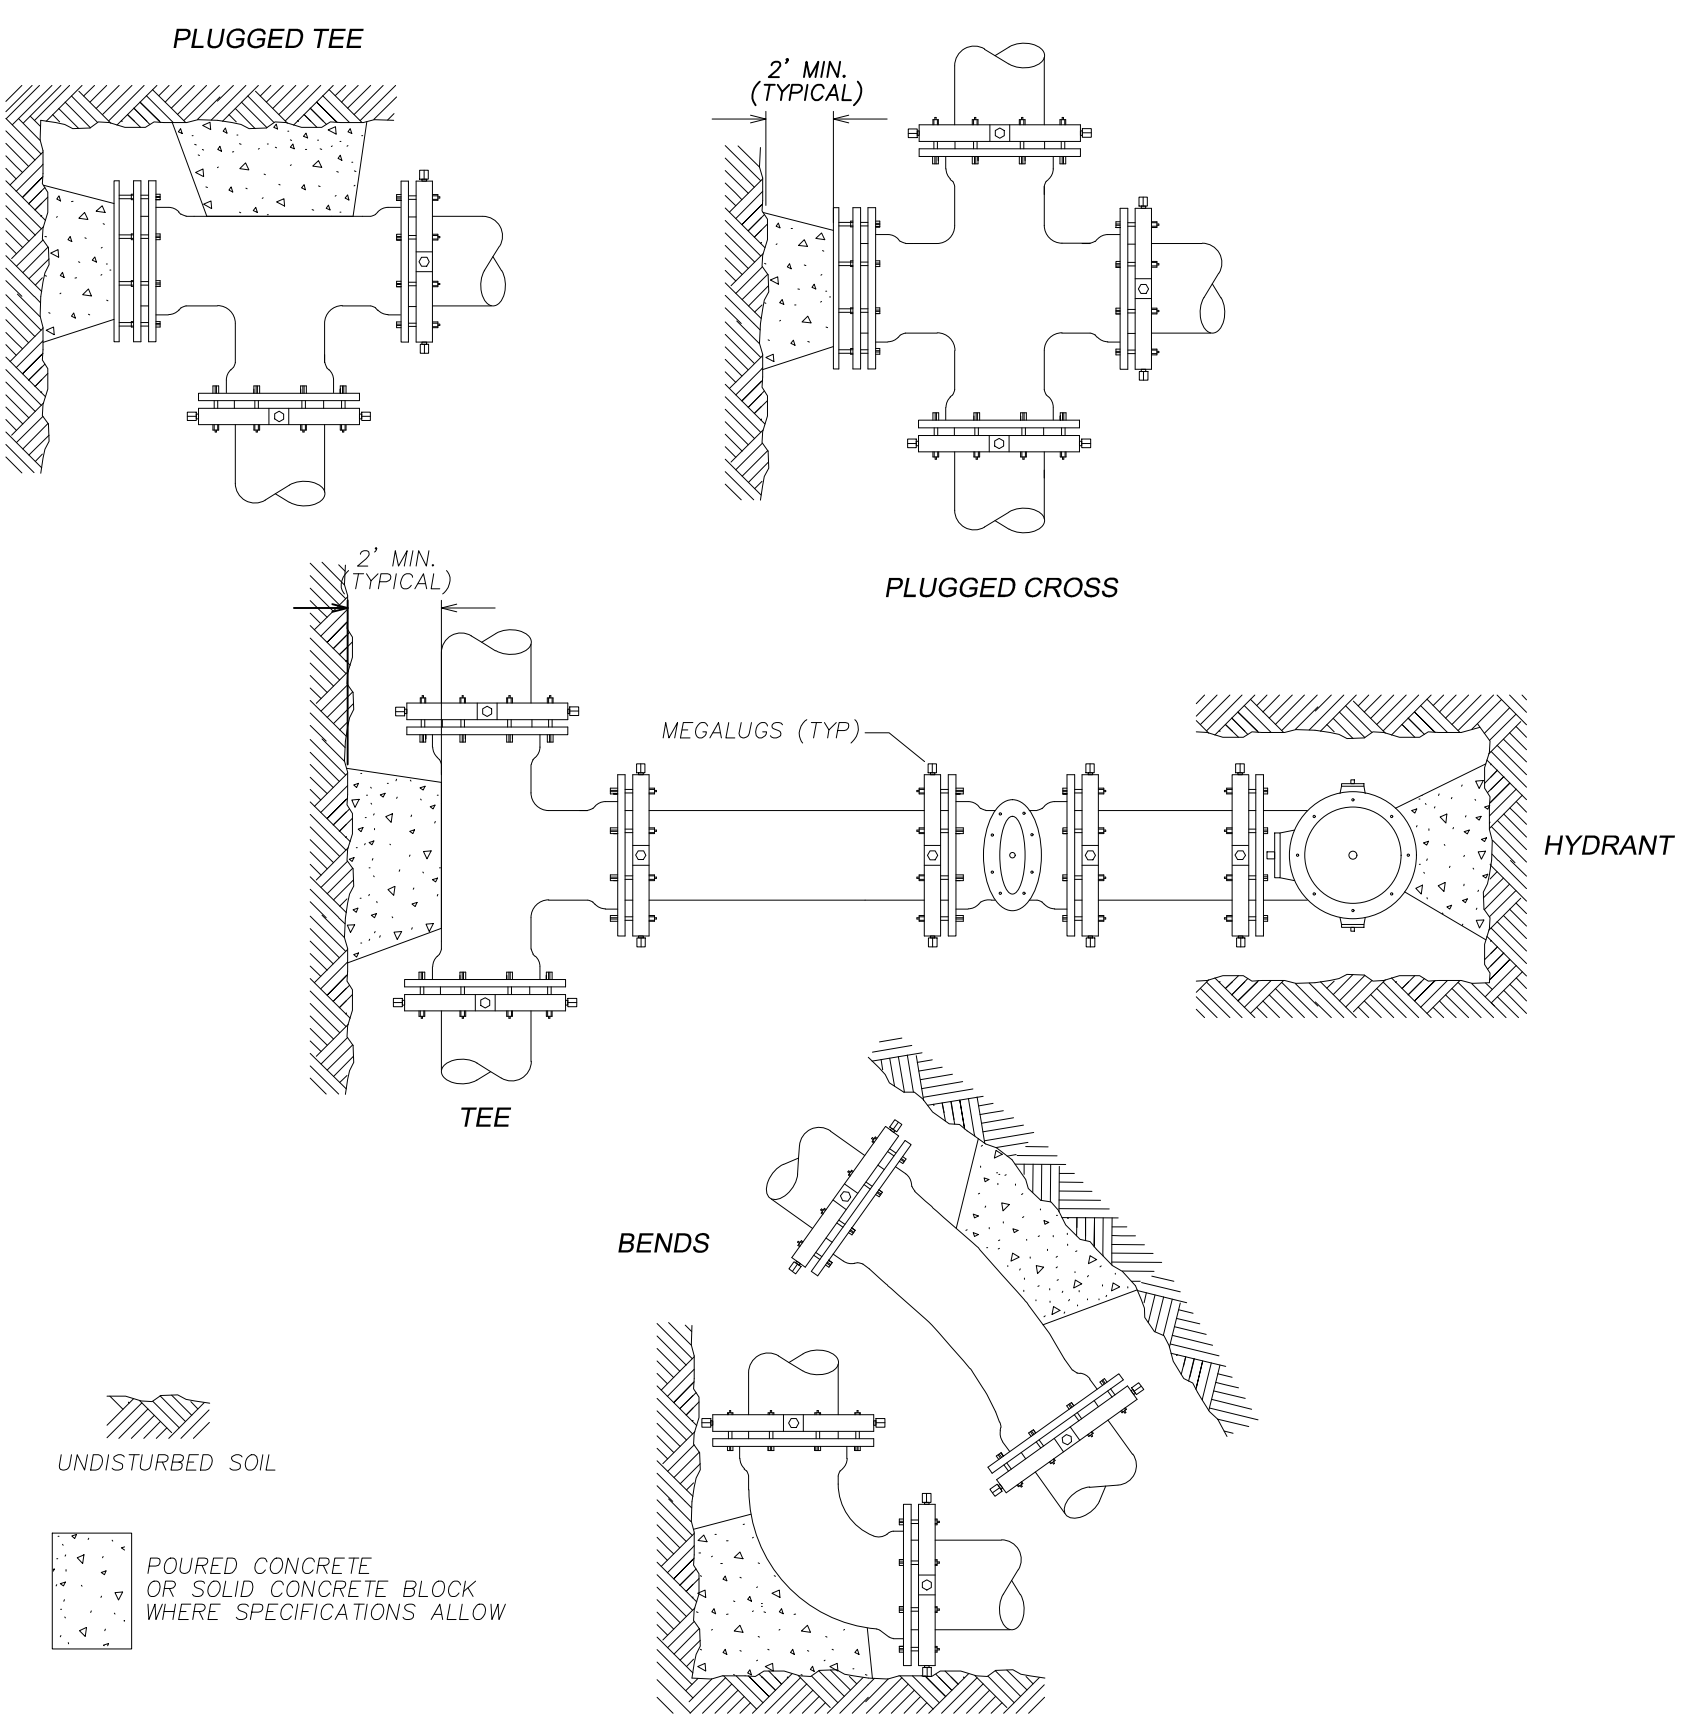 PLUGGED TEE
2' MIN.
(TYPICAL)
2' MIN.
(TYPICAL)
PLUGGED CROSS
MEGALUGS (TYP)
HYDRANT
TEE
BENDS
UNDISTURBED SOIL
POURED CONCRETE
OR SOLID CONCRETE BLOCK
WHERE SPECIFICATIONS ALLOW